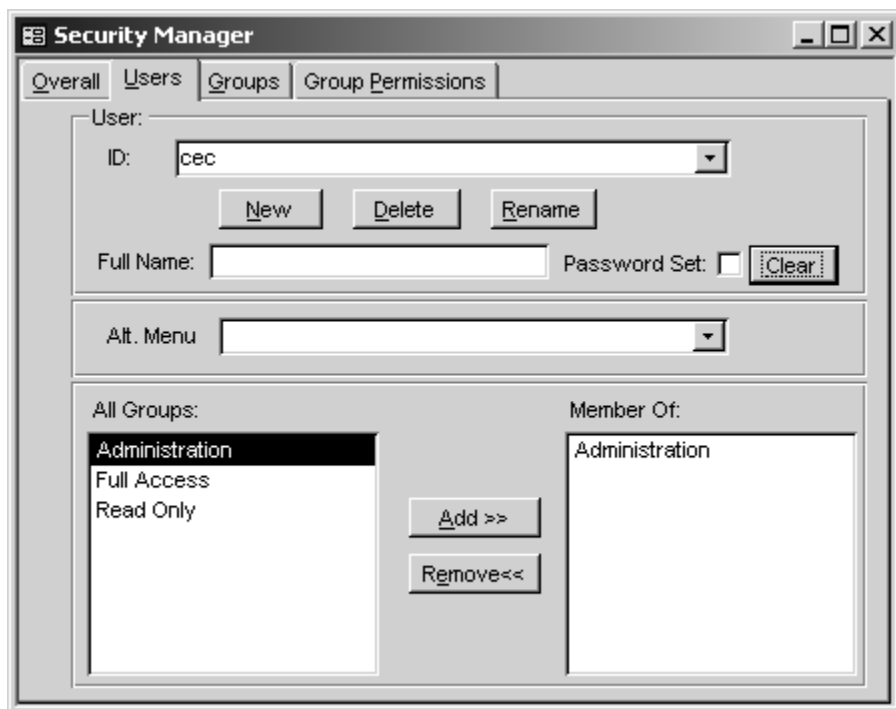 Security Manager
Overall Users Groups Group Permissions
User:
ID: cec
New Delete Rename
Full Name: Password Set: Clear
Alt. Menu
All Groups: Member Of:
Administration Administration
Full Access
Read Only
Add >>
Remove<<